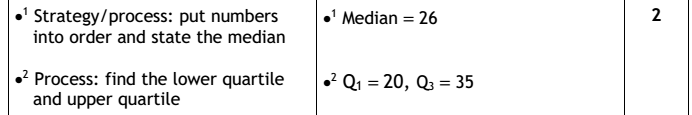 •¹ Strategy/process: put numbers
into order and state the median
•¹ Median = 26
2
•² Process: find the lower quartile
and upper quartile
•² Q₁ = 20, Q₃ = 35